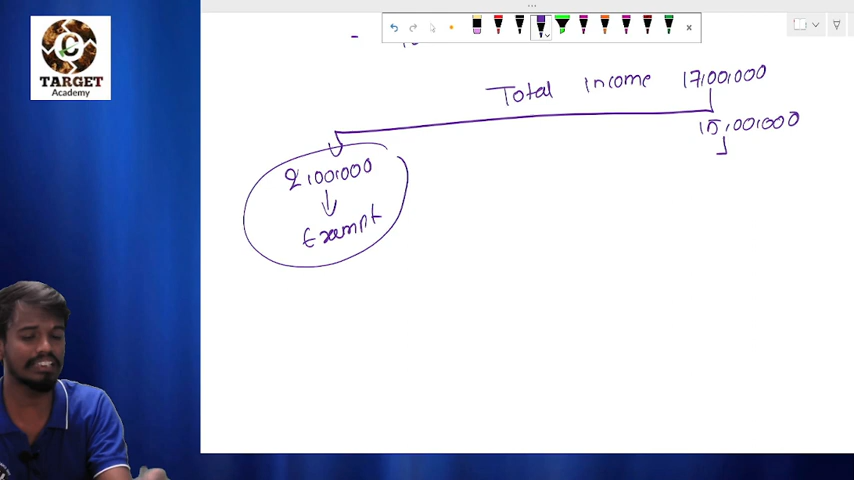 TARGET
Academy
Total income 17,00,000
15,00,000
2,00,000
Exempt